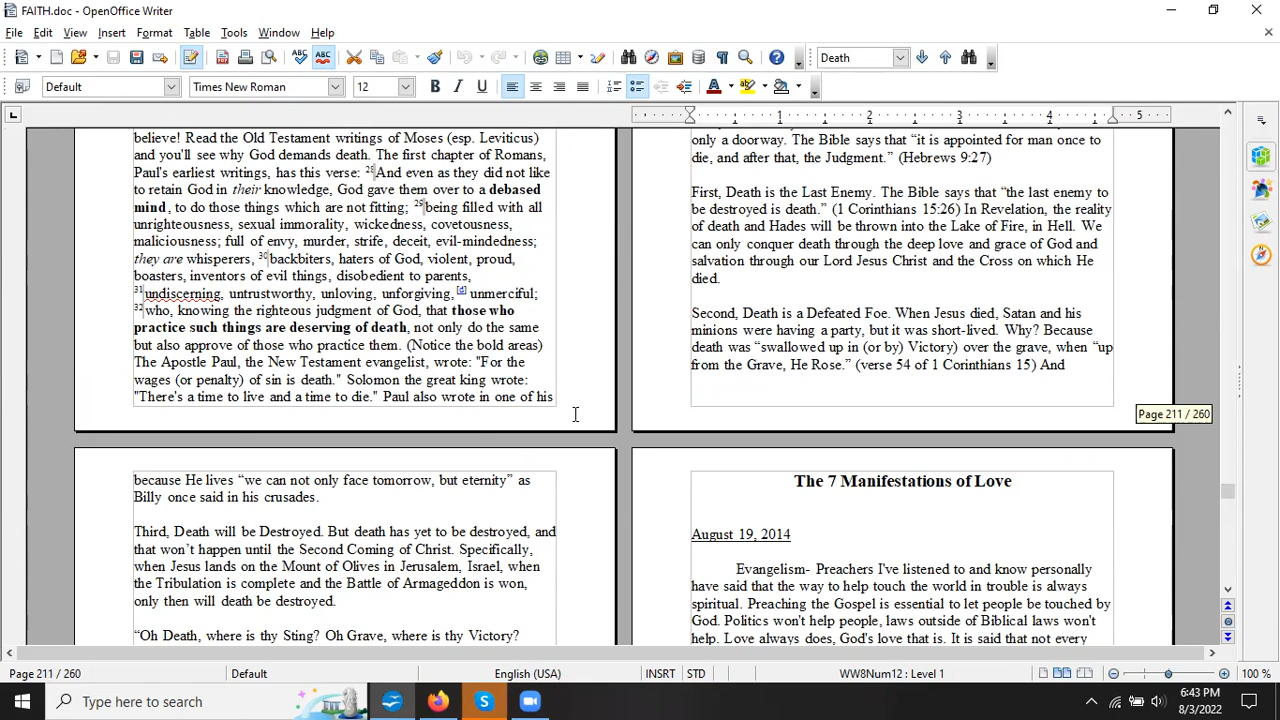 FAITH.doc - OpenOffice Writer
File Edit View Insert Format Table Tools Window Help
Death
Default Times New Roman 12
1 2 3 4 5
believe! Read the Old Testament writings of Moses (esp. Leviticus)
and you'll see why God demands death. The first chapter of Romans,
Paul's earliest writings, has this verse: 28And even as they did not like
to retain God in their knowledge, God gave them over to a debased
mind, to do those things which are not fitting; 29being filled with all
unrighteousness, sexual immorality, wickedness, covetousness,
maliciousness; full of envy, murder, strife, deceit, evil-mindedness;
they are whisperers, 30backbiters, haters of God, violent, proud,
boasters, inventors of evil things, disobedient to parents,
31undiscerning, untrustworthy, unloving, unforgiving,[d] unmerciful;
32who, knowing the righteous judgment of God, that those who
practice such things are deserving of death, not only do the same
but also approve of those who practice them. (Notice the bold areas)
The Apostle Paul, the New Testament evangelist, wrote: "For the
wages (or penalty) of sin is death." Solomon the great king wrote:
"There's a time to live and a time to die." Paul also wrote in one of his
only a doorway. The Bible says that “it is appointed for man once to
die, and after that, the Judgment.” (Hebrews 9:27)
First, Death is the Last Enemy. The Bible says that “the last enemy to
be destroyed is death.” (1 Corinthians 15:26) In Revelation, the reality
of death and Hades will be thrown into the Lake of Fire, in Hell. We
can only conquer death through the deep love and grace of God and
salvation through our Lord Jesus Christ and the Cross on which He
died.
Second, Death is a Defeated Foe. When Jesus died, Satan and his
minions were having a party, but it was short-lived. Why? Because
death was “swallowed up in (or by) Victory) over the grave, when “up
from the Grave, He Rose.” (verse 54 of 1 Corinthians 15) And
Page 211 / 260
because He lives “we can not only face tomorrow, but eternity” as
Billy once said in his crusades.
Third, Death will be Destroyed. But death has yet to be destroyed, and
that won’t happen until the Second Coming of Christ. Specifically,
when Jesus lands on the Mount of Olives in Jerusalem, Israel, when
the Tribulation is complete and the Battle of Armageddon is won,
only then will death be destroyed.
“Oh Death, where is thy Sting? Oh Grave, where is thy Victory?
The 7 Manifestations of Love
August 19, 2014
Evangelism- Preachers I've listened to and know personally
have said that the way to help touch the world in trouble is always
spiritual. Preaching the Gospel is essential to let people be touched by
God. Politics won't help people, laws outside of Biblical laws won't
help. Love always does, God's love that is. It is said that not every
Page 211 / 260 Default English (USA) INSRT STD WW8Num12 : Level 1 100 %
Type here to search
6:43 PM
8/3/2022